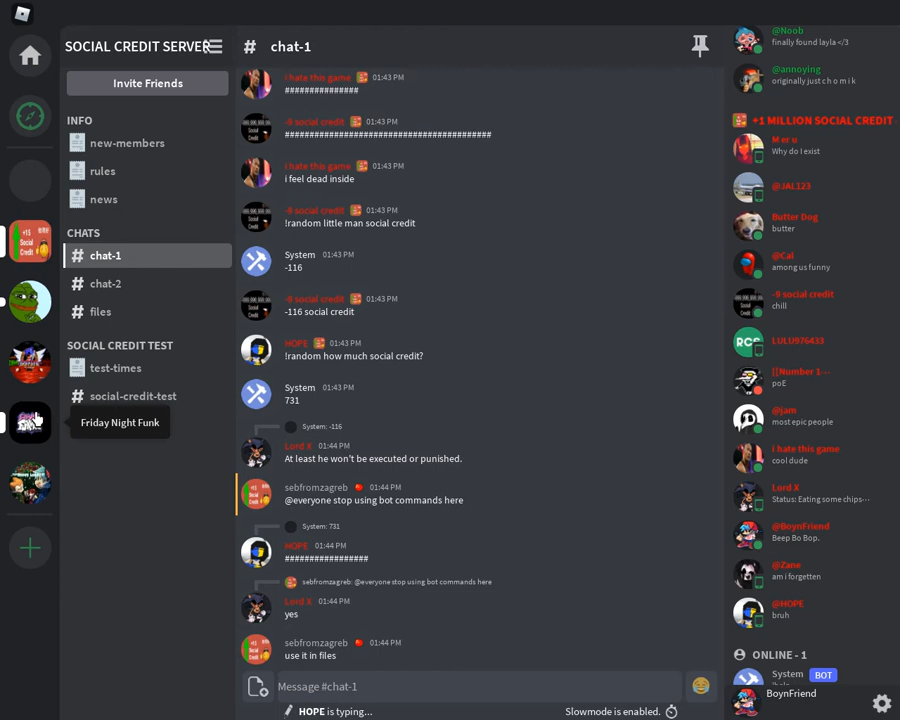 SOCIAL CREDIT SERVER
Invite Friends
INFO
new-members
rules
news
CHATS
# chat-1
# chat-2
# files
SOCIAL CREDIT TEST
test-times
# social-credit-test
Friday Night Funk
# chat-1
I hate this game 01:43 PM
###############
-9 social credit 01:43 PM
##########################################
I hate this game 01:43 PM
i feel dead inside
-9 social credit 01:43 PM
!random little man social credit
System 01:43 PM
-116
-9 social credit 01:43 PM
-116 social credit
HOPE 01:43 PM
!random how much social credit?
System 01:43 PM
731
System: -116
Lord X 01:44 PM
At least he won't be executed or punished.
sebfromzagreb 01:44 PM
@everyone stop using bot commands here
System: 731
HOPE 01:44 PM
#################
sebfromzagreb: @everyone stop using bot commands here
Lord X 01:44 PM
yes
sebfromzagreb 01:44 PM
use it in files
Message #chat-1
HOPE is typing...
Slowmode is enabled.
@Noob
finally found layla </3
@annoying
originally just c h o m i k
+1 MILLION SOCIAL CREDIT
M er u
Why do I exist
@JAL123
Butter Dog
butter
@Cal
among us funny
-9 social credit
chill
LULU976433
[[Number 1--
poE
@jam
most epic people
I hate this game
cool dude
Lord X
Status: Eating some chips--
@BoynFriend
Beep Bo Bop.
@Zane
am i forgetten
@HOPE
bruh
ONLINE - 1
System BOT
BoynFriend